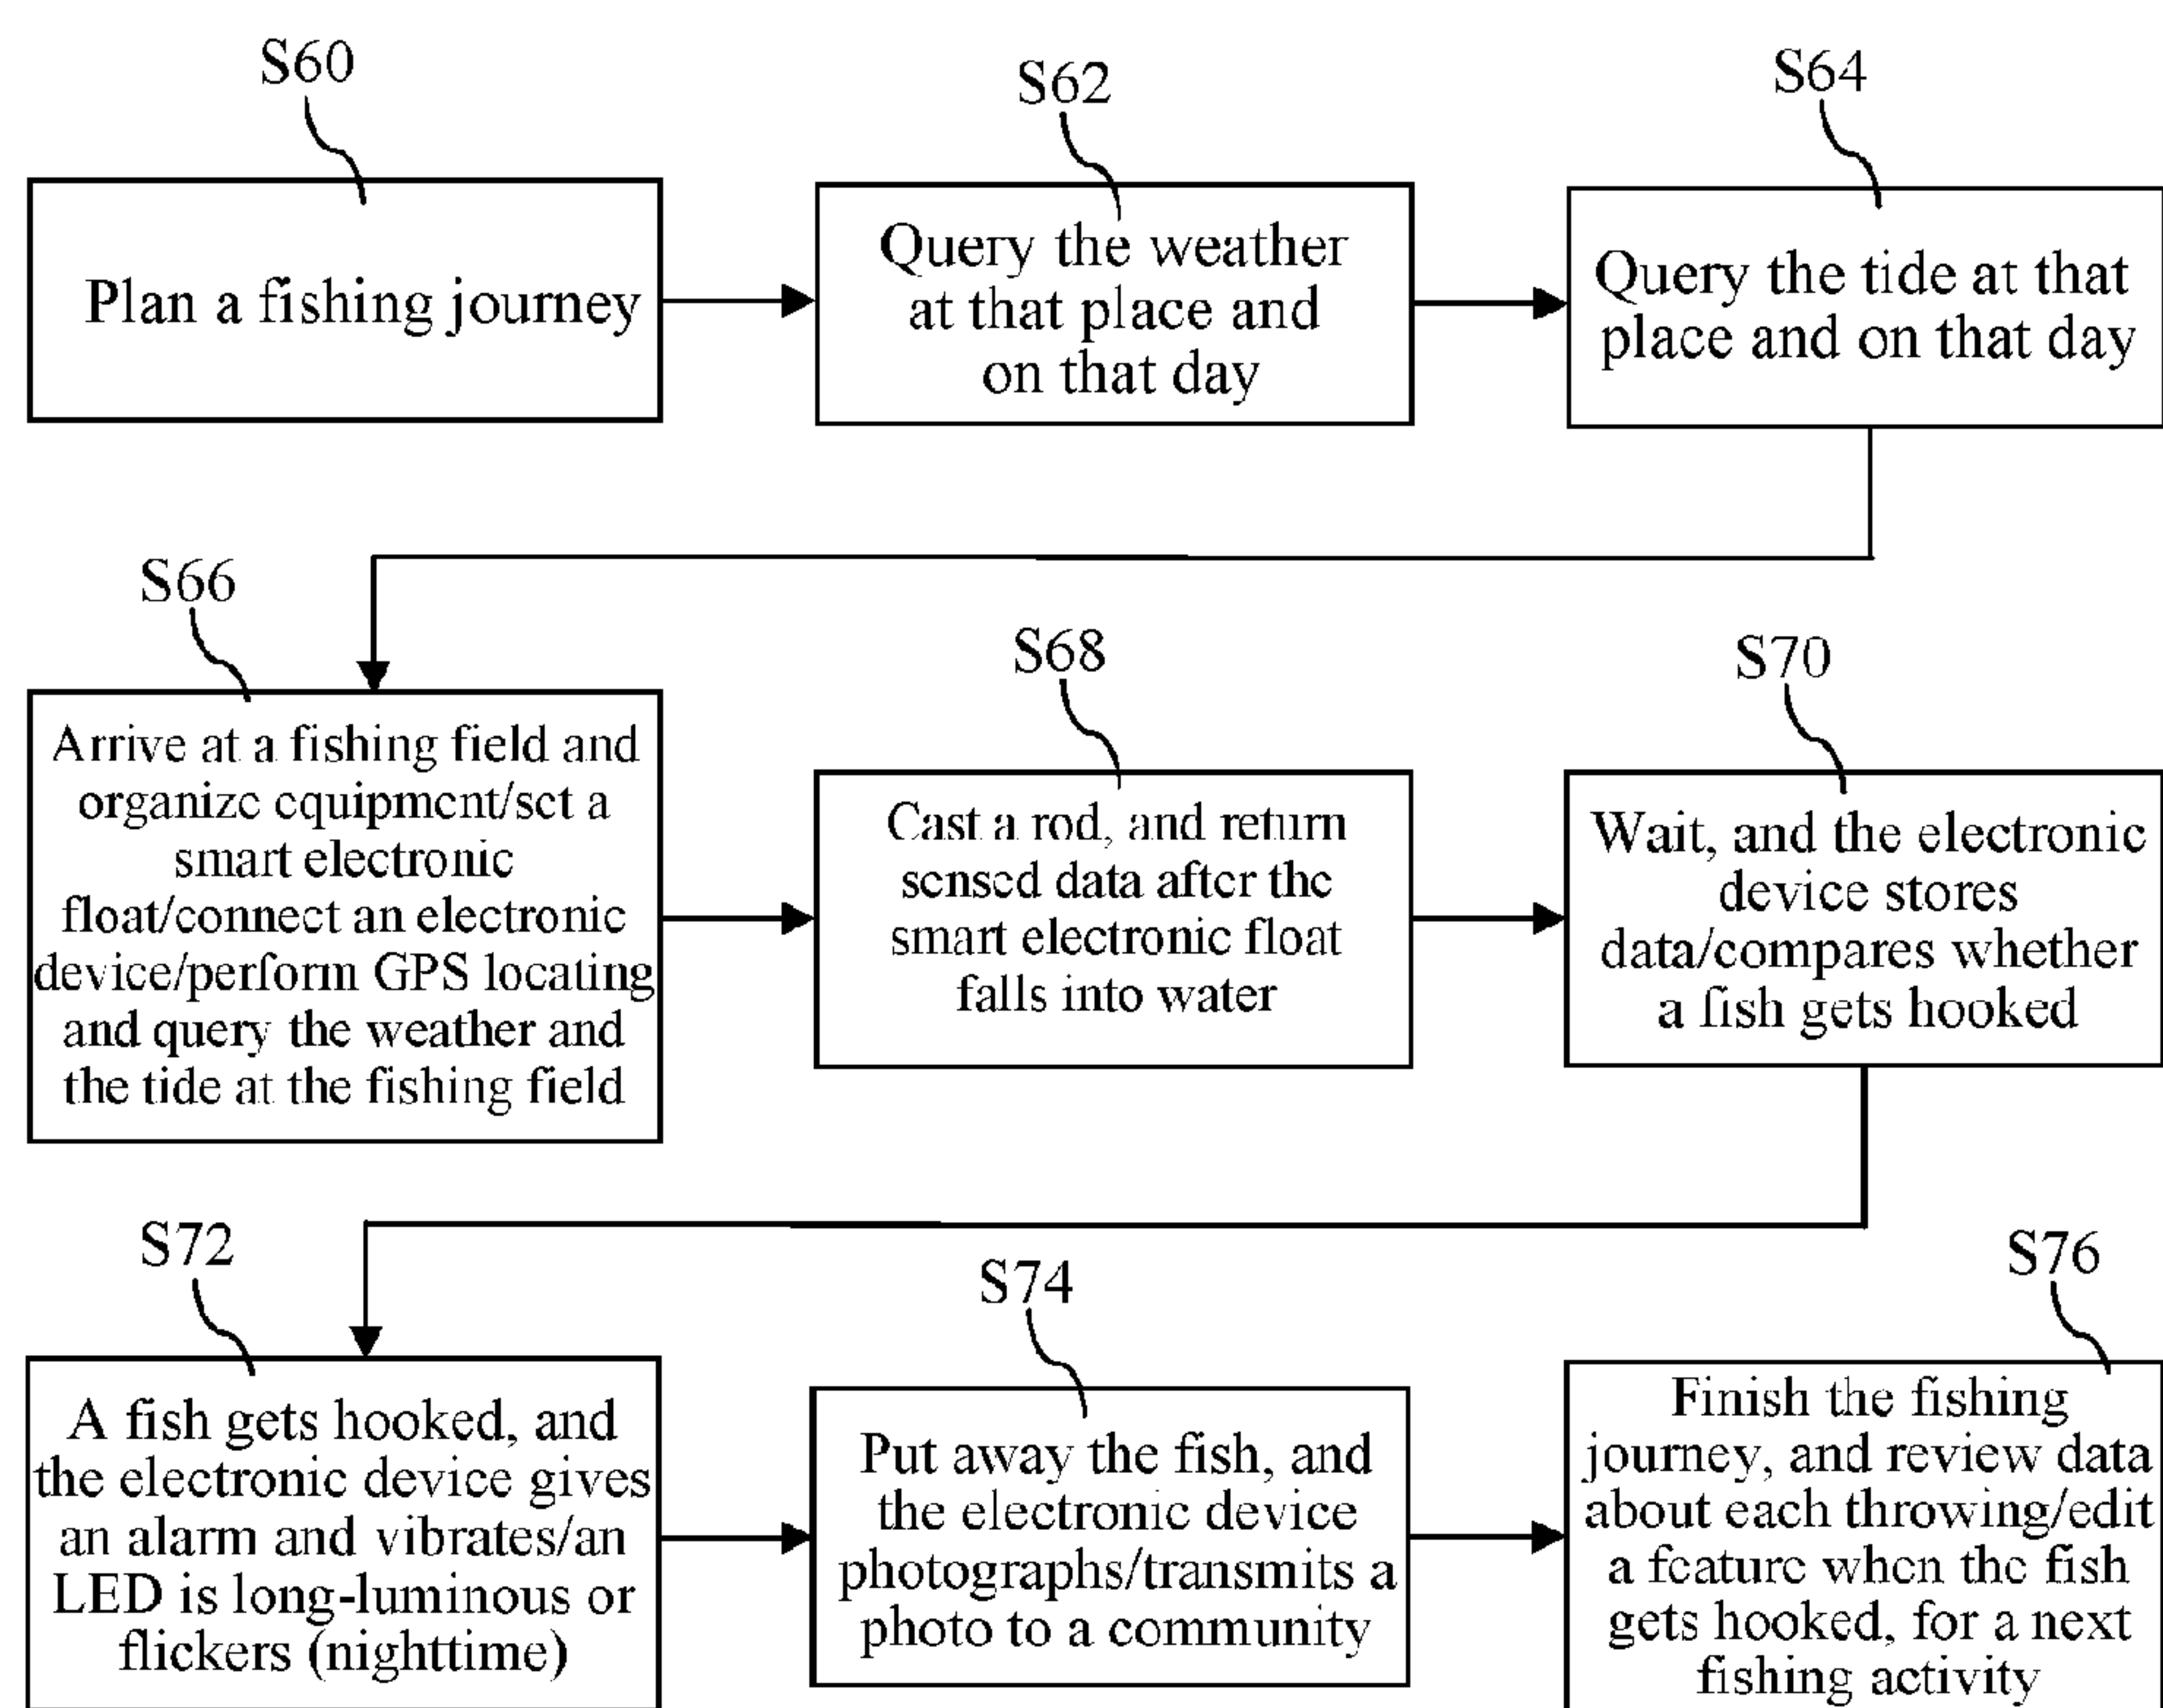 S60
Plan a fishing journey
S62
Query the weather
at that place and
on that day
S64
Query the tide at that
place and on that day
S66
Arrive at a fishing field and
organize equipment/set a
smart electronic
float/connect an electronic
device/perform GPS locating
and query the weather and
the tide at the fishing field
S68
Cast a rod, and return
sensed data after the
smart electronic float
falls into water
S70
Wait, and the electronic
device stores
data/compares whether
a fish gets hooked
S72
A fish gets hooked, and
the electronic device gives
an alarm and vibrates/an
LED is long-luminous or
flickers (nighttime)
S74
Put away the fish, and
the electronic device
photographs/transmits a
photo to a community
S76
Finish the fishing
journey, and review data
about each throwing/edit
a feature when the fish
gets hooked, for a next
fishing activity